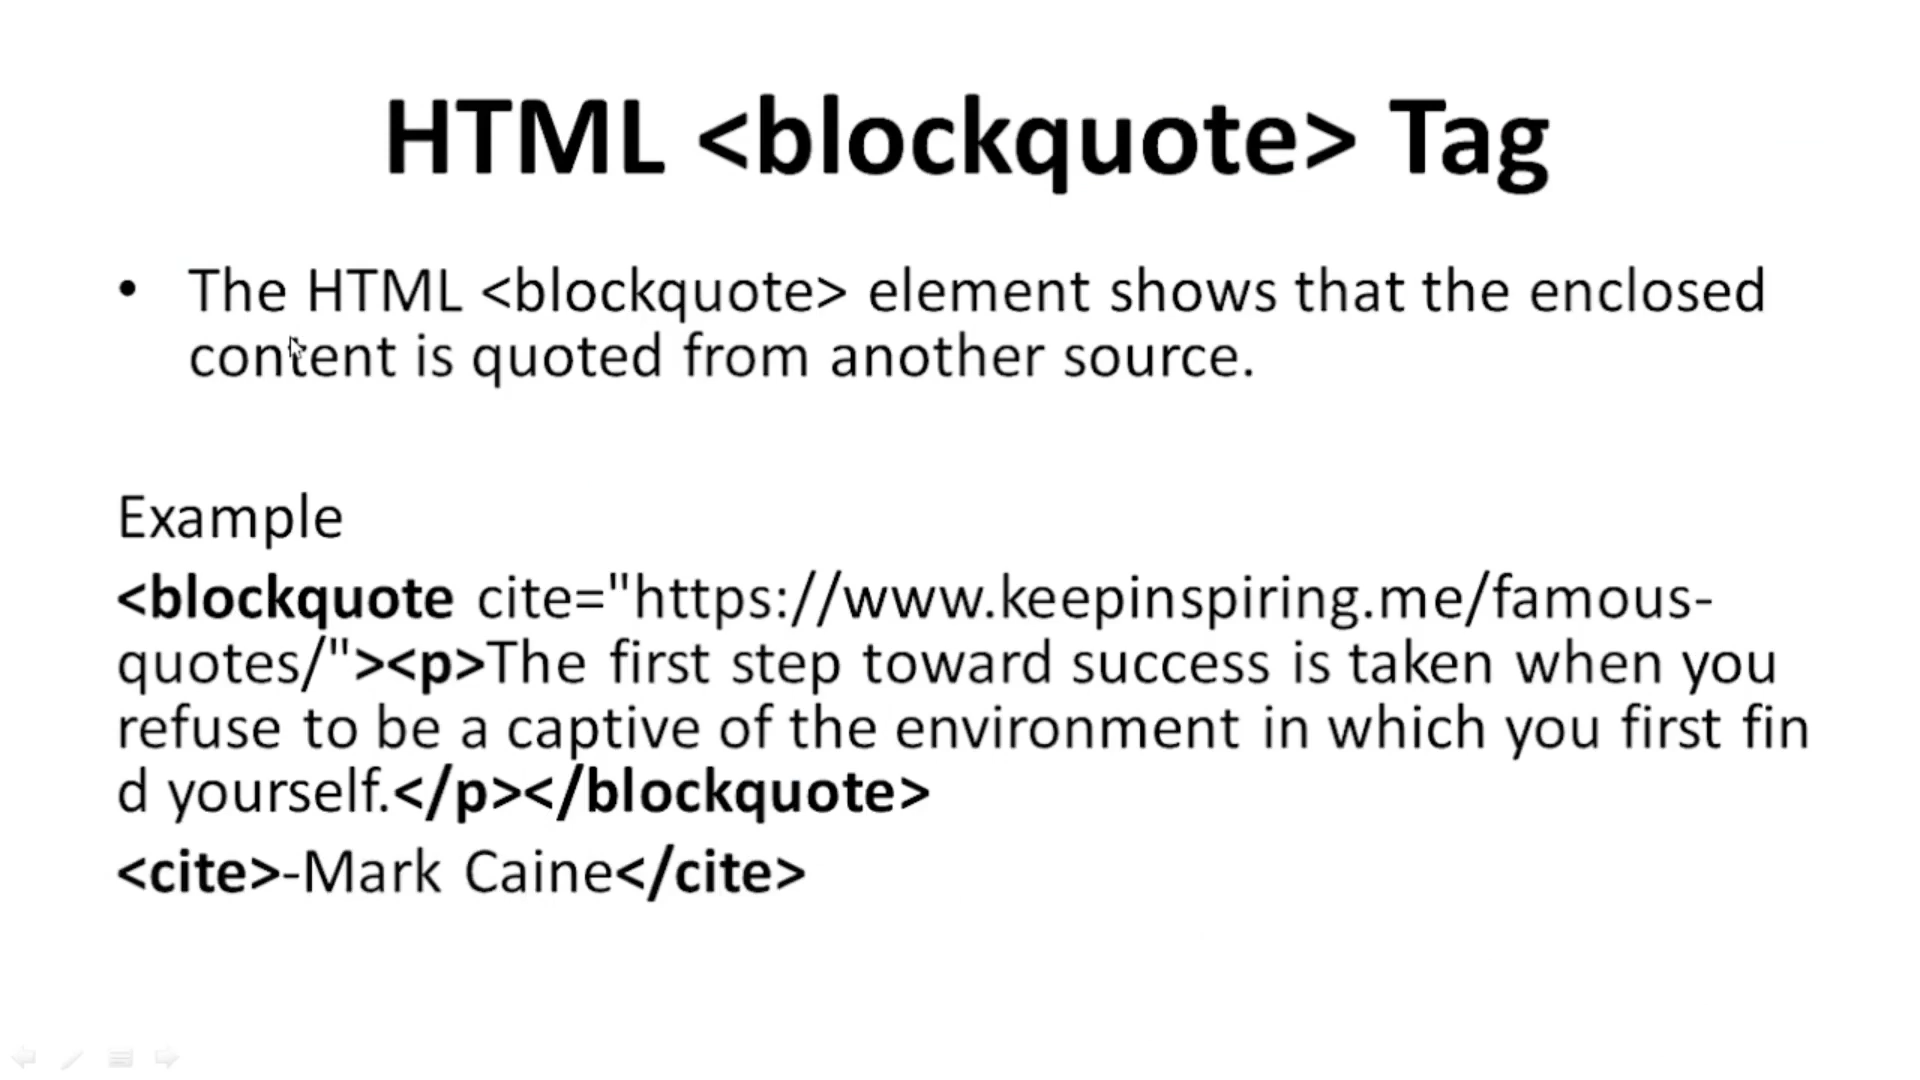 HTML <blockquote> Tag
• The HTML <blockquote> element shows that the enclosed
content is quoted from another source.
Example
<blockquote cite="https://www.keepinspiring.me/famous-
quotes/"><p>The first step toward success is taken when you
refuse to be a captive of the environment in which you first fin
d yourself.</p></blockquote>
<cite>-Mark Caine</cite>